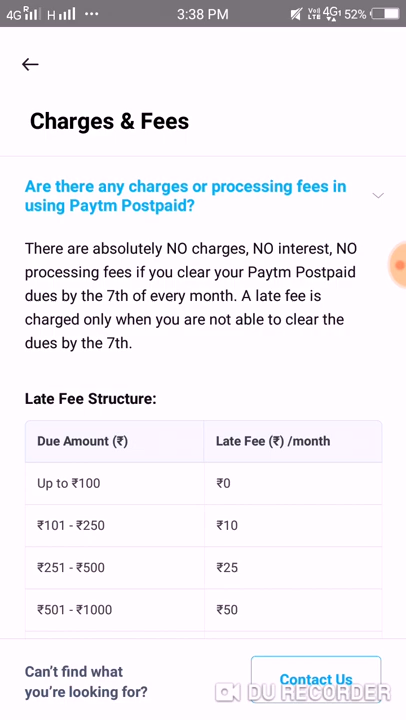 4G R H ... 3:38 PM VoLTE 4G1 52%
Charges & Fees
Are there any charges or processing fees in
using Paytm Postpaid?
There are absolutely NO charges, NO interest, NO
processing fees if you clear your Paytm Postpaid
dues by the 7th of every month. A late fee is
charged only when you are not able to clear the
dues by the 7th.
Late Fee Structure:
Due Amount (₹) Late Fee (₹) /month
Up to ₹100 ₹0
₹101 - ₹250 ₹10
₹251 - ₹500 ₹25
₹501 - ₹1000 ₹50
Can't find what
you're looking for?
Contact Us
DU RECORDER